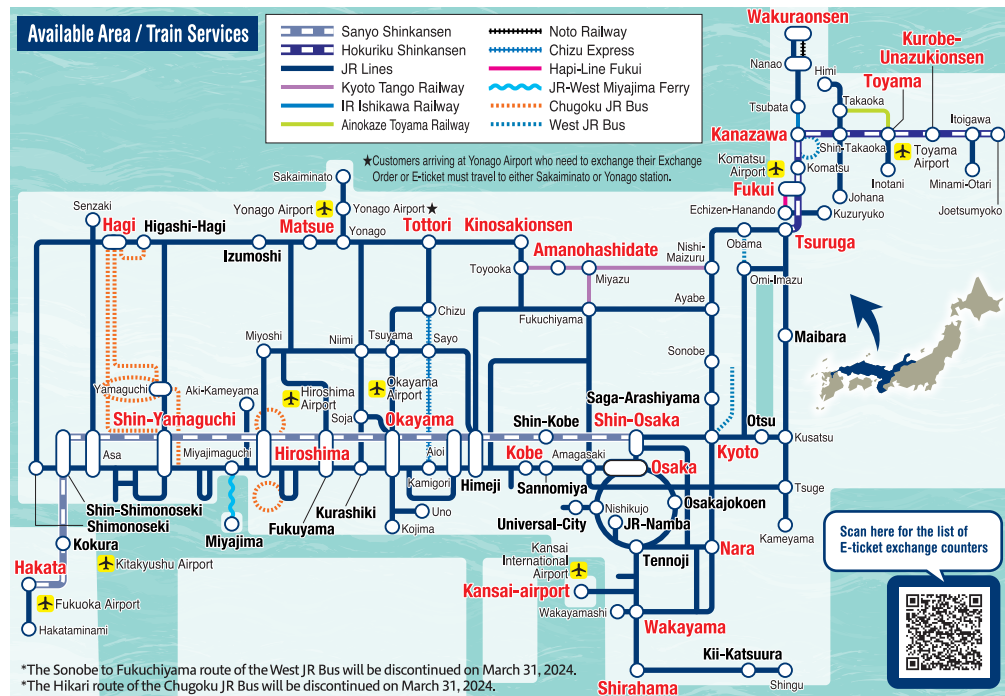 Available Area / Train Services
Sanyo Shinkansen
Hokuriku Shinkansen
JR Lines
Kyoto Tango Railway
IR Ishikawa Railway
Ainokaze Toyama Railway
Noto Railway
Chizu Express
Hapi-Line Fukui
JR-West Miyajima Ferry
Chugoku JR Bus
West JR Bus
★Customers arriving at Yonago Airport who need to exchange their Exchange
Order or E-ticket must travel to either Sakaiminato or Yonago station.
Wakuraonsen
Nanao
Himi
Kurobe-
Unazukionsen
Toyama
Tsubata
Takaoka
Itoigawa
Kanazawa
Shin-Takaoka
Toyama
Airport
Komatsu
Airport
Komatsu
Inotani
Minami-Otari
Joetsumyoko
Fukui
Johana
Echizen-Hanando
Kuzuryuko
Tsuruga
Sakaiminato
Yonago Airport
Yonago Airport★
Senzaki
Hagi
Higashi-Hagi
Izumoshi
Matsue
Yonago
Tottori
Kinosakionsen
Amanohashidate
Nishi-
Maizuru
Obama
Omi-Imazu
Toyooka
Miyazu
Chizu
Fukuchiyama
Ayabe
Miyoshi
Niimi
Tsuyama
Sayo
Sonobe
Maibara
Yamaguchi
Aki-Kameyama
Hiroshima
Airport
Okayama
Airport
Soja
Saga-Arashiyama
Shin-Yamaguchi
Okayama
Shin-Kobe
Shin-Osaka
Otsu
Asa
Miyajimaguchi
Hiroshima
Aioi
Kobe
Amagasaki
Osaka
Kyoto
Kusatsu
Shin-Shimonoseki
Shimonoseki
Miyajima
Fukuyama
Kurashiki
Kamigori
Himeji
Sannomiya
Uno
Kojima
Universal-City
Nishikujo
JR-Namba
Osakajokoen
Tsuge
Kameyama
Kokura
Kitakyushu Airport
Hakata
Fukuoka Airport
Hakataminami
Kansai
International
Airport
Tennoji
Nara
Kansai-airport
Wakayamashi
Wakayama
Kii-Katsuura
Shirahama
Shingu
Scan here for the list of
E-ticket exchange counters
*The Sonobe to Fukuchiyama route of the West JR Bus will be discontinued on March 31, 2024.
*The Hikari route of the Chugoku JR Bus will be discontinued on March 31, 2024.